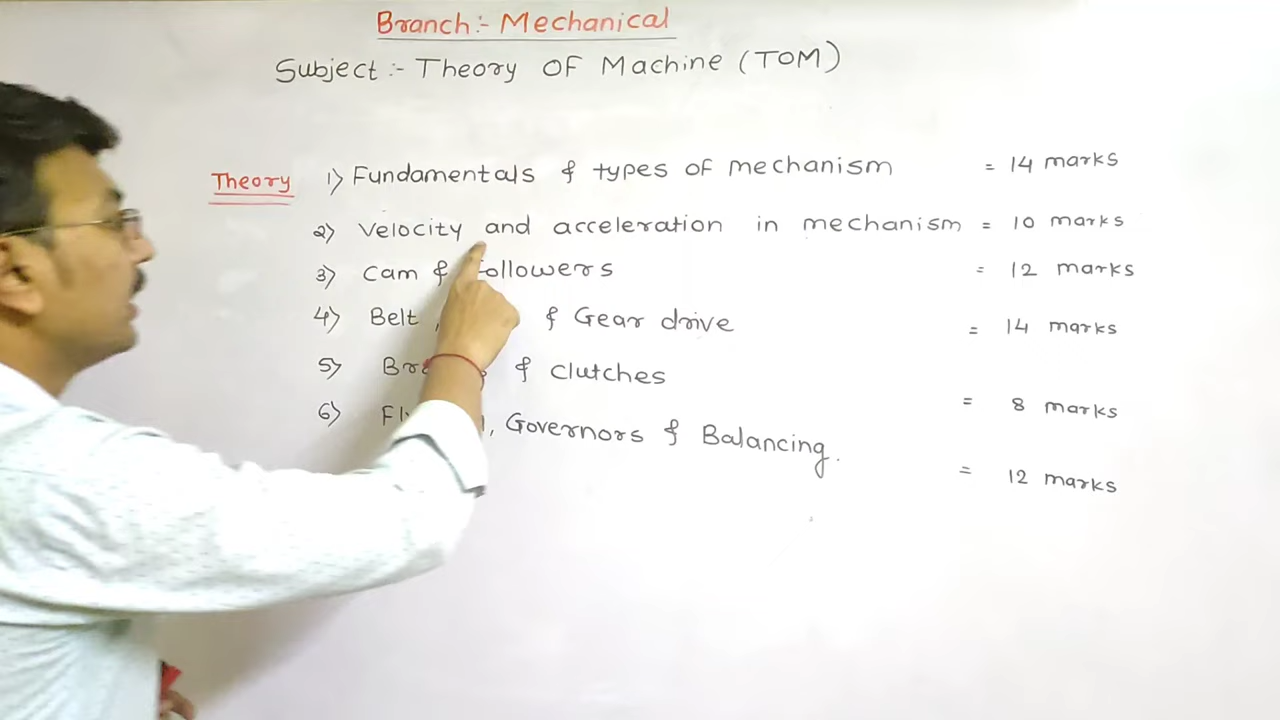 Branch:- Mechanical
Subject:- Theory OF Machine (TOM)
Theory 1) Fundamentals & types of mechanism = 14 marks
2) Velocity and acceleration in mechanism = 10 marks
3) Cam & followers = 12 marks
4) Belt, & Gear drive = 14 marks
5) & Clutches = 8 marks
6) , Governors & Balancing. = 12 marks